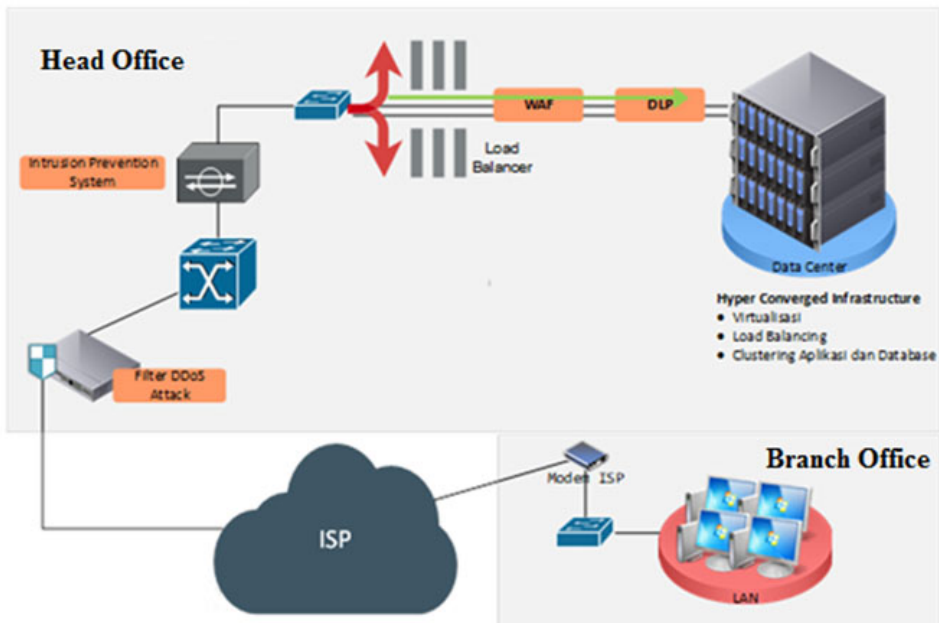 Head Office
WAF
DLP
Load
Balancer
Intrusion Prevention
System
Data Center
Hyper Converged Infrastructure
• Virtualisasi
• Load Balancing
• Clustering Aplikasi dan Database
Filter DDoS
Attack
Branch Office
Modem ISP
ISP
LAN